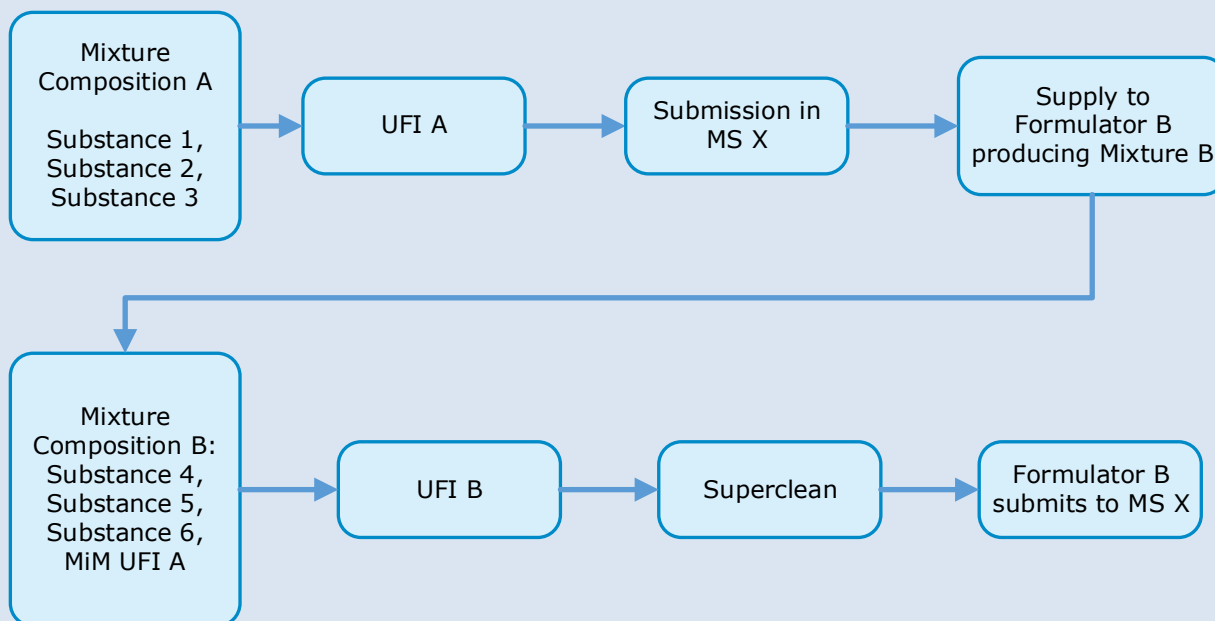 Mixture
Composition A
Substance 1,
Substance 2,
Substance 3
UFI A
Submission in
MS X
Supply to
Formulator B
producing Mixture B
Mixture
Composition B:
Substance 4,
Substance 5,
Substance 6,
MiM UFI A
UFI B
Superclean
Formulator B
submits to MS X